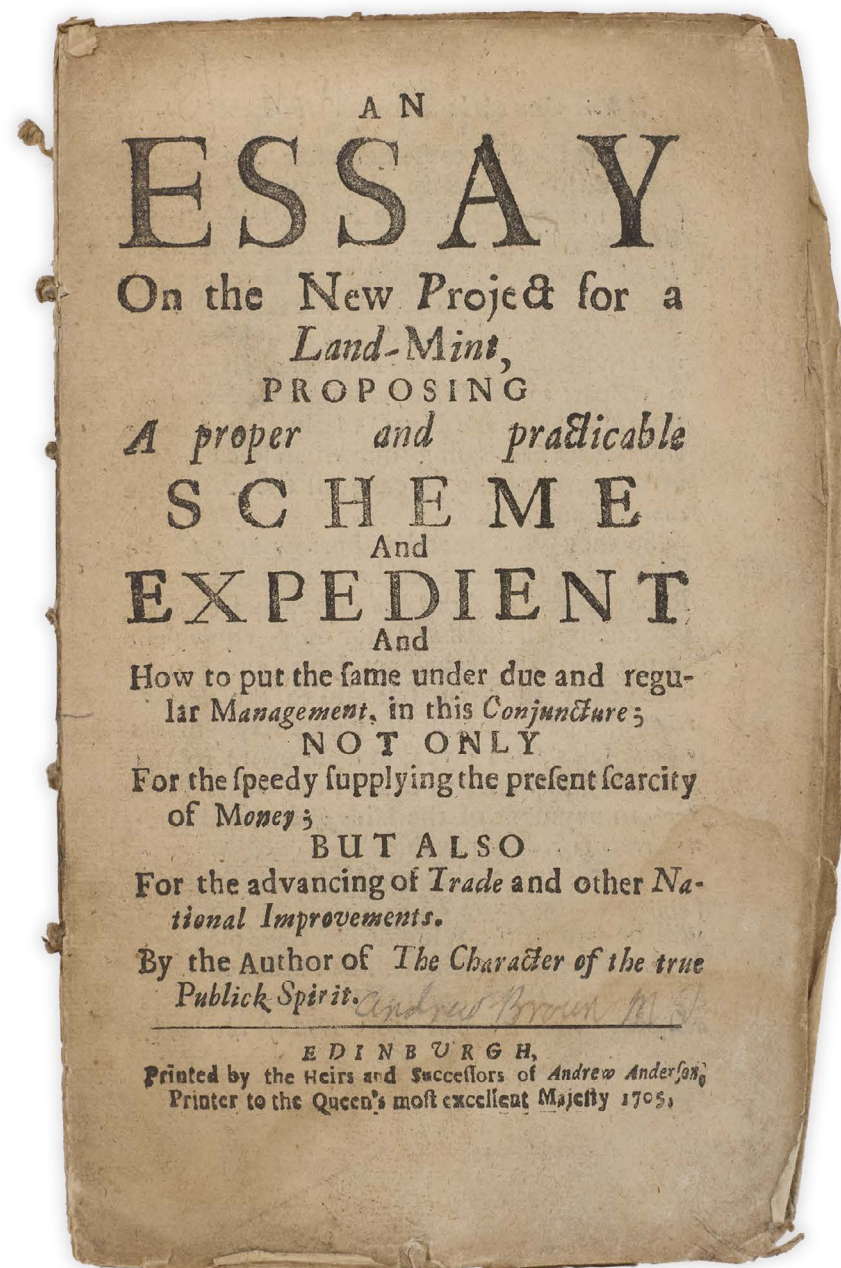 AN
ESSAY
On the New Project for a
Land-Mint,
PROPOSING
A proper and practicable
SCHEME
And
EXPEDIENT
And
How to put the ſame under due and regu-
lar Management, in this Conjuncture;
NOT ONLY
For the ſpeedy ſupplying the preſent ſcarcity
of Money;
BUT ALSO
For the advancing of Trade and other Na-
tional Improvements.
By the Author of The Character of the true
Publick Spirit. Andrew Brown M.D
EDINBURGH,
Printed by the Heirs and Succeſſors of Andrew Anderſon,
Printer to the Queen's moſt excellent Majeſty 1705,